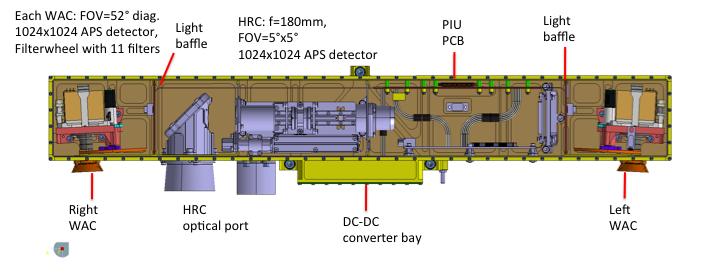 Each WAC: FOV=52° diag.
1024x1024 APS detector,
Filterwheel with 11 filters
Light
baffle
HRC: f=180mm,
FOV=5°x5°
1024x1024 APS detector
PIU
PCB
Light
baffle
Right
WAC
HRC
optical port
DC-DC
converter bay
Left
WAC